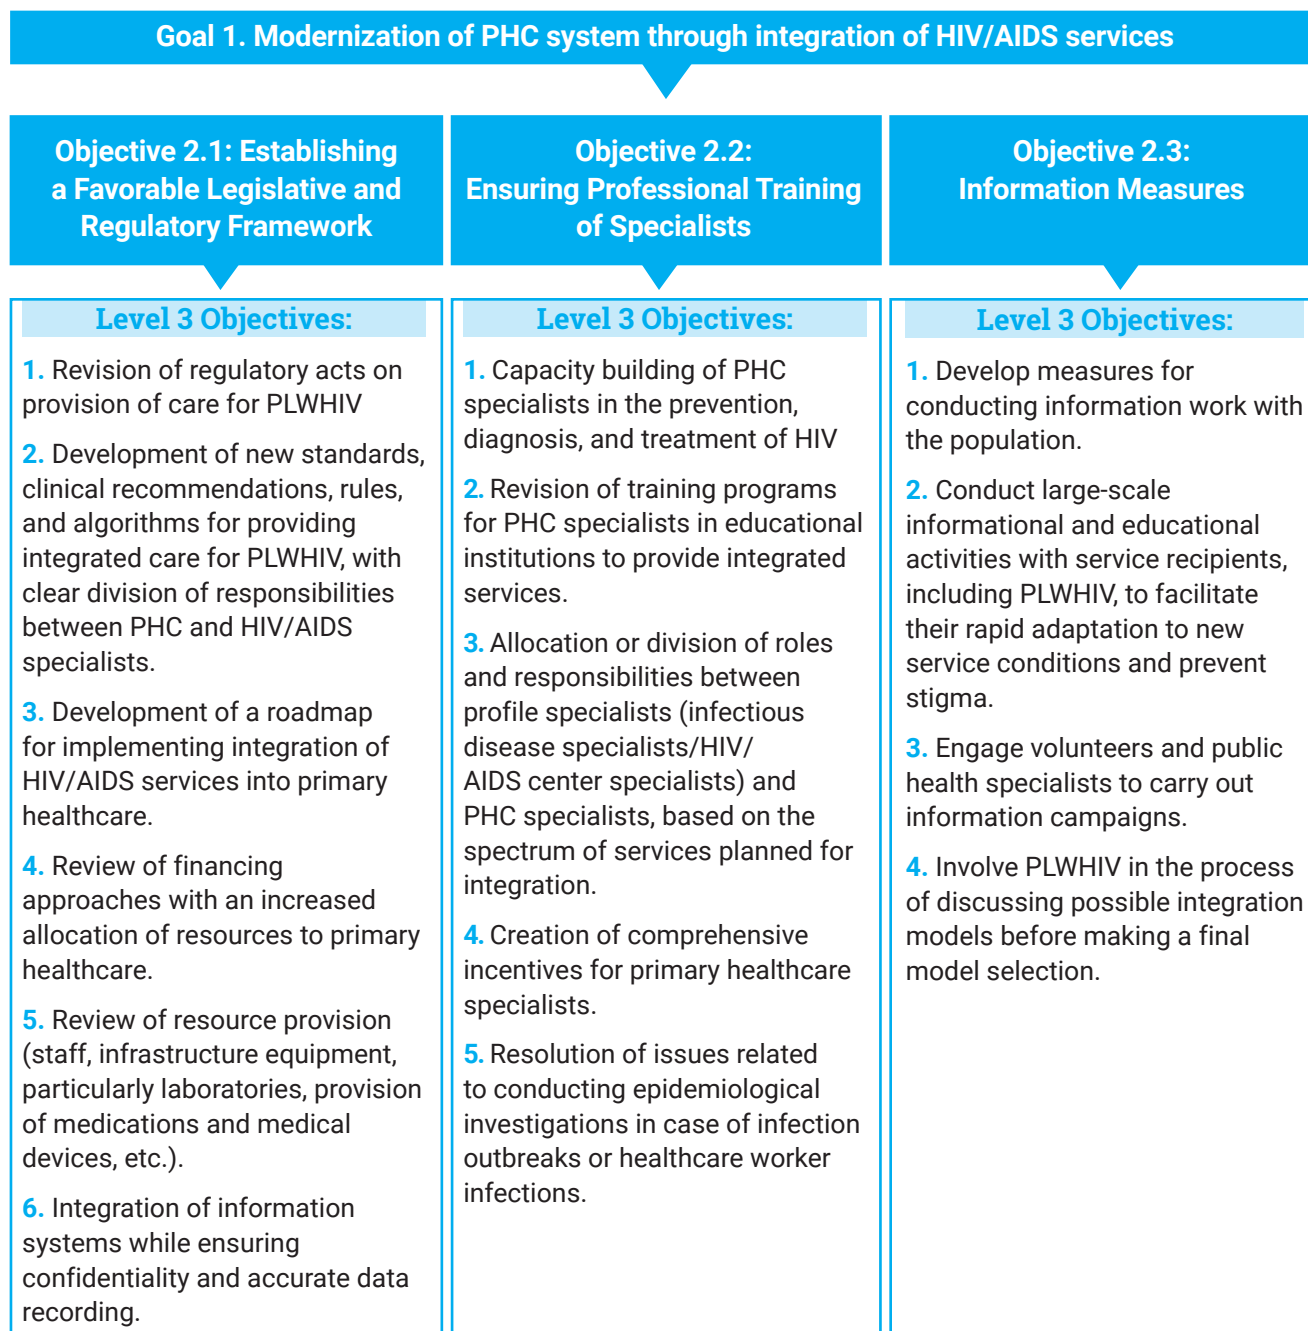 Goal 1. Modernization of PHC system through integration of HIV/AIDS services
Objective 2.1: Establishing
a Favorable Legislative and
Regulatory Framework
Level 3 Objectives:
1. Revision of regulatory acts on
provision of care for PLWHIV
2. Development of new standards,
clinical recommendations, rules,
and algorithms for providing
integrated care for PLWHIV, with
clear division of responsibilities
between PHC and HIV/AIDS
specialists.
3. Development of a roadmap
for implementing integration of
HIV/AIDS services into primary
healthcare.
4. Review of financing
approaches with an increased
allocation of resources to primary
healthcare.
5. Review of resource provision
(staff, infrastructure equipment,
particularly laboratories, provision
of medications and medical
devices, etc.).
6. Integration of information
systems while ensuring
confidentiality and accurate data
recording.
Objective 2.2:
Ensuring Professional Training
of Specialists
Level 3 Objectives:
1. Capacity building of PHC
specialists in the prevention,
diagnosis, and treatment of HIV
2. Revision of training programs
for PHC specialists in educational
institutions to provide integrated
services.
3. Allocation or division of roles
and responsibilities between
profile specialists (infectious
disease specialists/HIV/
AIDS center specialists) and
PHC specialists, based on the
spectrum of services planned for
integration.
4. Creation of comprehensive
incentives for primary healthcare
specialists.
5. Resolution of issues related
to conducting epidemiological
investigations in case of infection
outbreaks or healthcare worker
infections.
Objective 2.3:
Information Measures
Level 3 Objectives:
1. Develop measures for
conducting information work with
the population.
2. Conduct large-scale
informational and educational
activities with service recipients,
including PLWHIV, to facilitate
their rapid adaptation to new
service conditions and prevent
stigma.
3. Engage volunteers and public
health specialists to carry out
information campaigns.
4. Involve PLWHIV in the process
of discussing possible integration
models before making a final
model selection.